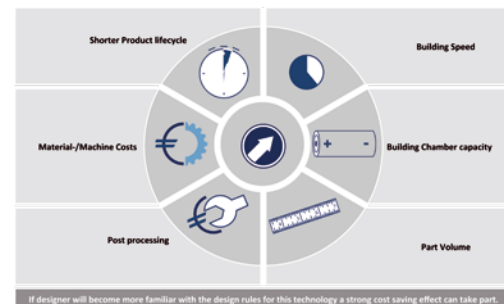 Shorter Product lifecycle
Building Speed
Material-/Machine Costs
Building Chamber capacity
+ -
Post processing
Part Volume
If designer will become more familiar with the design rules for this technology a strong cost saving effect can take part.